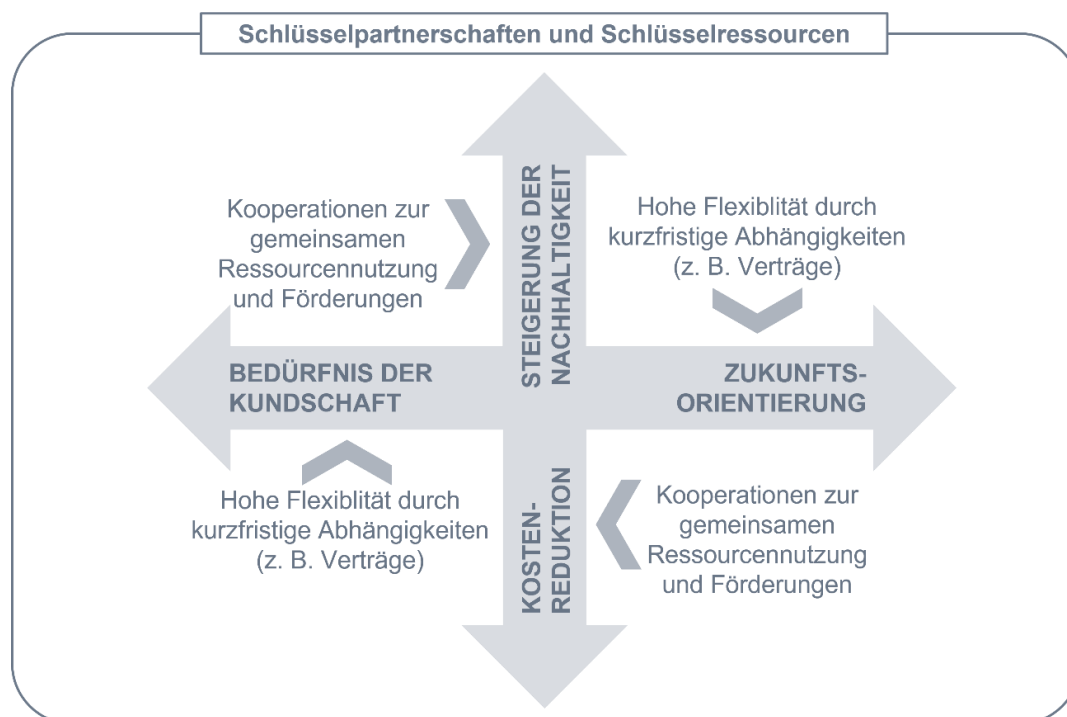 Schlüsselpartnerschaften und Schlüsselressourcen
Kooperationen zur
gemeinsamen
Ressourcennutzung
und Förderungen
STEIGERUNG DER
NACHHALTIGKEIT
Hohe Flexiblität durch
kurzfristige Abhängigkeiten
(z. B. Verträge)
BEDÜRFNIS DER
KUNDSCHAFT
ZUKUNFTS-
ORIENTIERUNG
Hohe Flexiblität durch
kurzfristige Abhängigkeiten
(z. B. Verträge)
KOSTEN-
REDUKTION
Kooperationen zur
gemeinsamen
Ressourcennutzung
und Förderungen